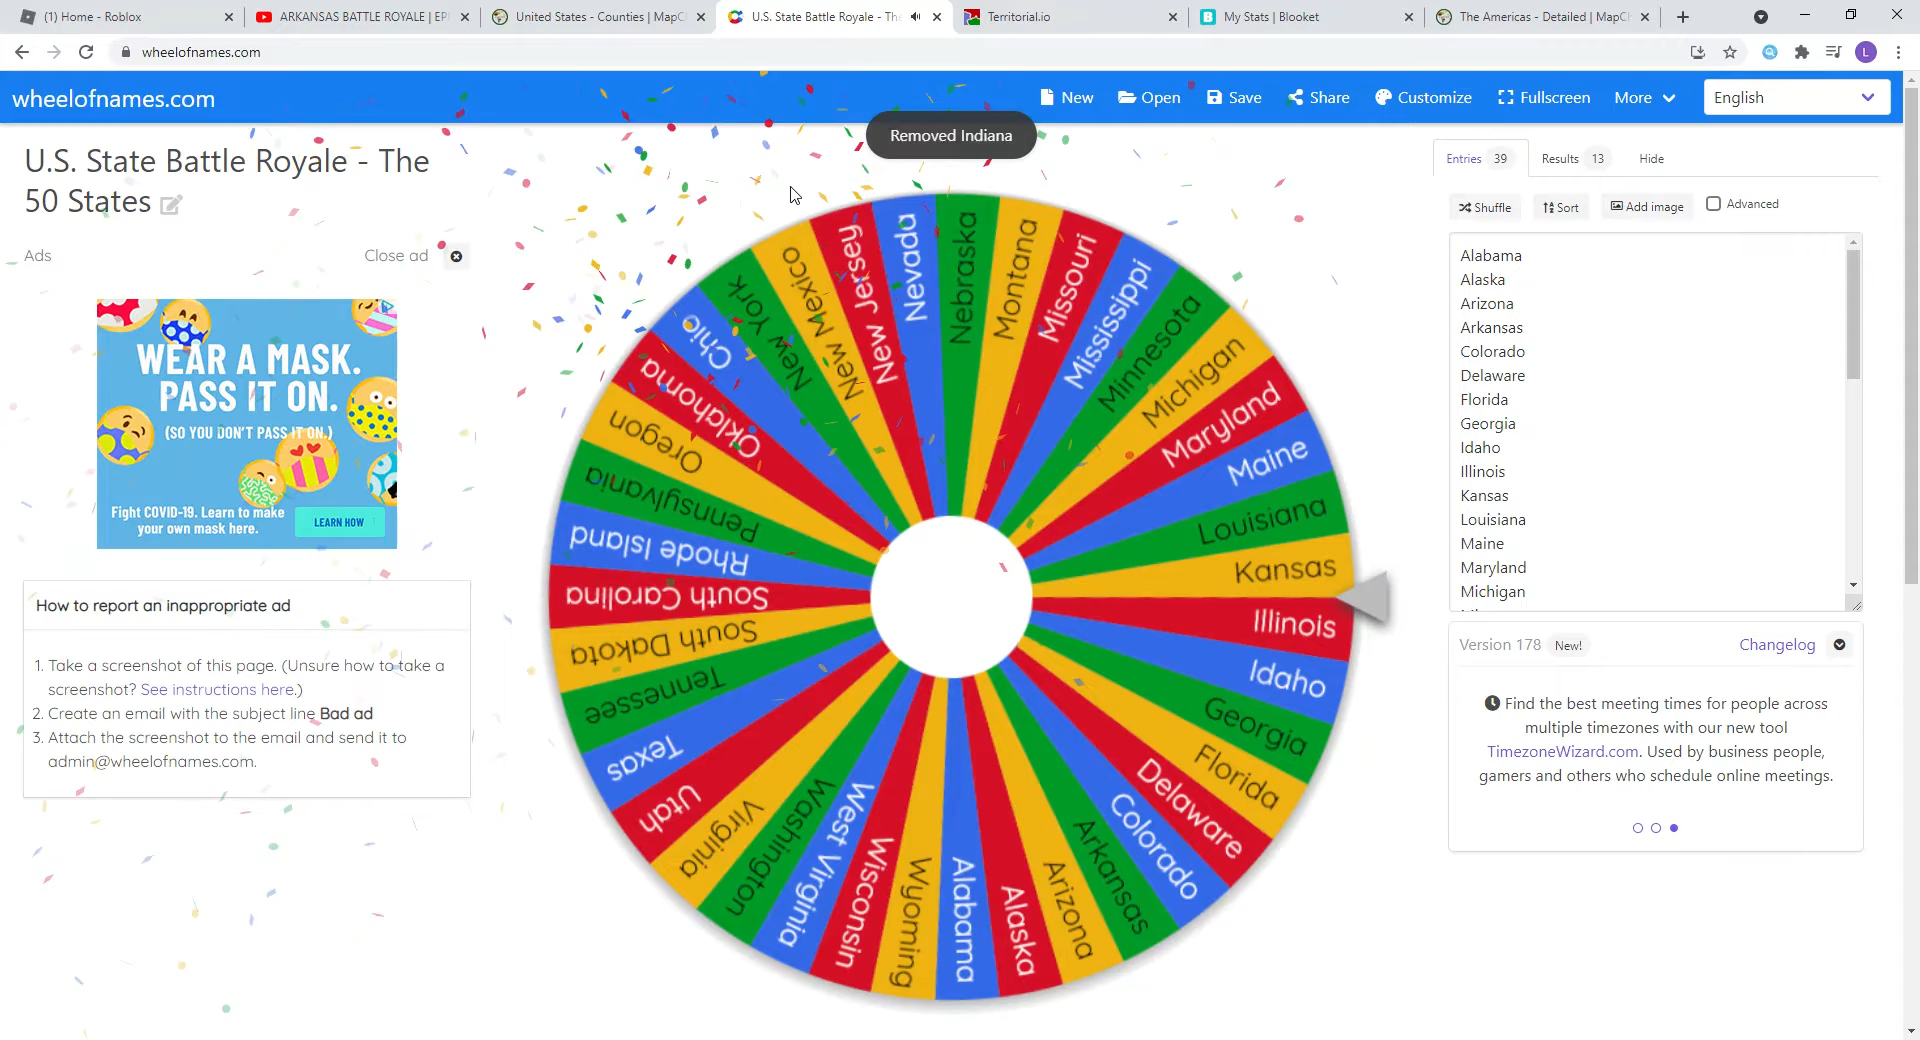 (1) Home - Roblox
ARKANSAS BATTLE ROYALE | EPI
United States - Counties | MapCh
U.S. State Battle Royale - The
Territorial.io
My Stats | Blooket
The Americas - Detailed | MapCh
wheelofnames.com
L
wheelofnames.com
New
Open
Save
Share
Customize
Fullscreen
More
English
Removed Indiana
U.S. State Battle Royale - The
50 States
Ads
Close ad
WEAR A MASK.
PASS IT ON.
(SO YOU DON'T PASS IT ON.)
Fight COVID-19. Learn to make
your own mask here.
LEARN HOW
How to report an inappropriate ad
1. Take a screenshot of this page. (Unsure how to take a
screenshot? See instructions here.)
2. Create an email with the subject line Bad ad
3. Attach the screenshot to the email and send it to
admin@wheelofnames.com.
Nevada
Nebraska
Montana
Missouri
Mississippi
Minnesota
Michigan
Maryland
Maine
Louisiana
Kansas
Illinois
Idaho
Georgia
Florida
Delaware
Colorado
Arkansas
Arizona
Alaska
Alabama
Wyoming
Wisconsin
West Virginia
Washington
Virginia
Utah
Texas
Tennessee
South Dakota
South Carolina
Rhode Island
Pennsylvania
Oregon
Oklahoma
Ohio
New York
New Mexico
New Jersey
Entries 39
Results 13
Hide
Shuffle
Sort
Add image
Advanced
Alabama
Alaska
Arizona
Arkansas
Colorado
Delaware
Florida
Georgia
Idaho
Illinois
Kansas
Louisiana
Maine
Maryland
Michigan
Version 178 New!
Changelog
Find the best meeting times for people across
multiple timezones with our new tool
TimezoneWizard.com. Used by business people,
gamers and others who schedule online meetings.